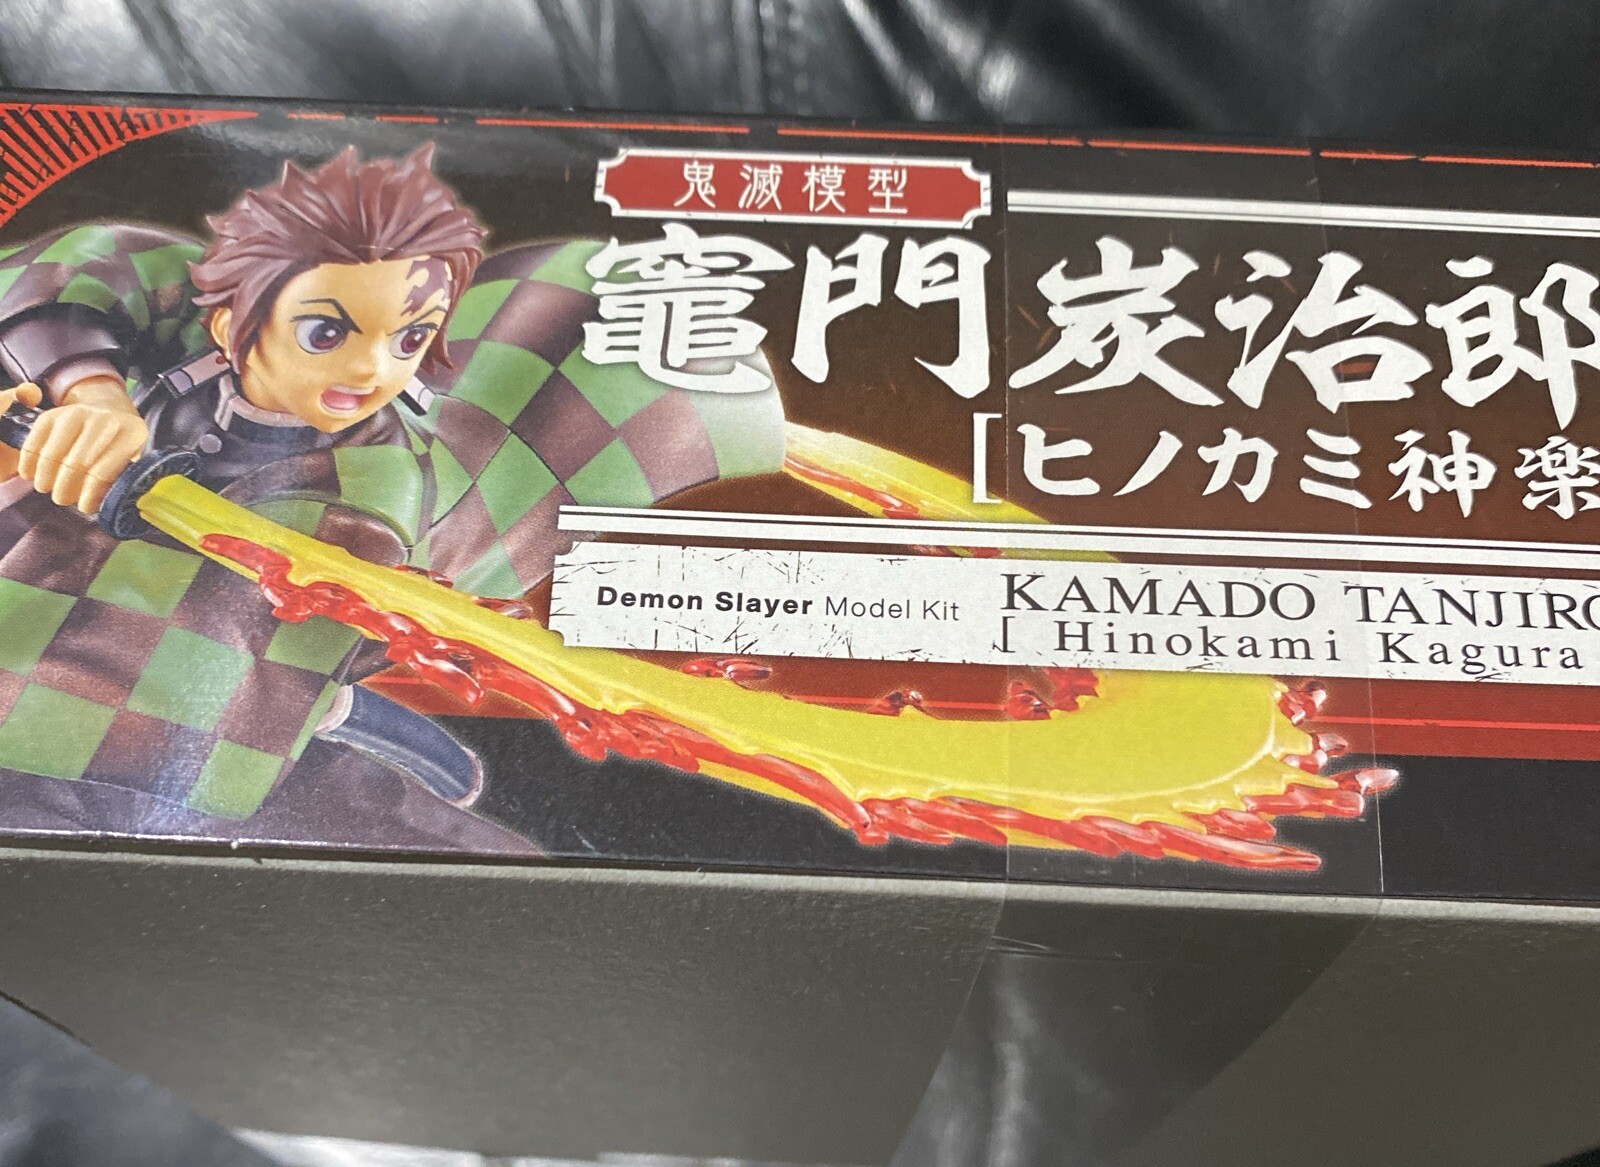 鬼滅模型
竈門炭治郎
[ヒノカミ神楽
Demon Slayer Model Kit
KAMADO TANJIRO
[ Hinokami Kagura